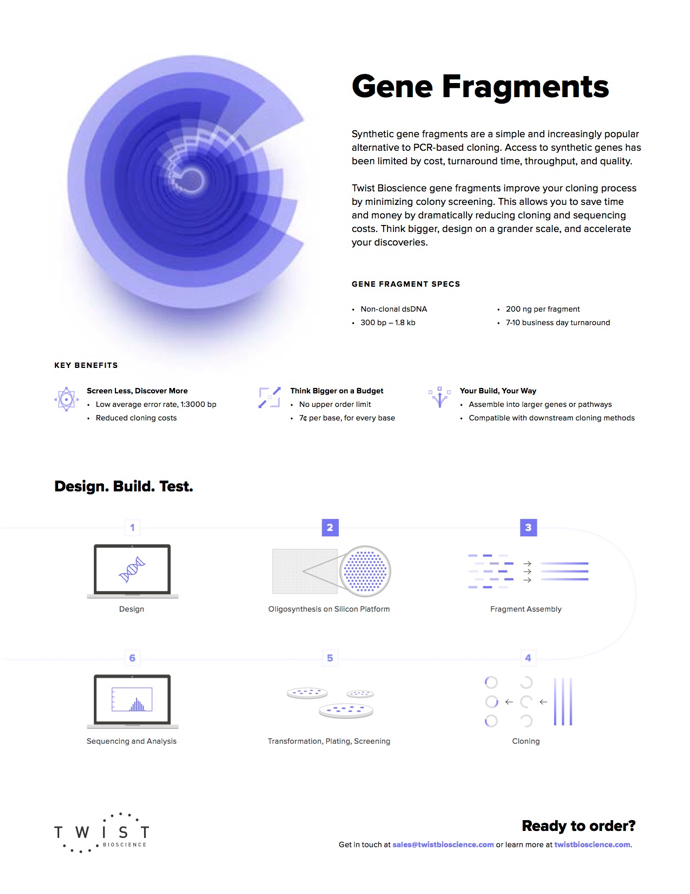 Gene Fragments
Synthetic gene fragments are a simple and increasingly popular
alternative to PCR-based cloning. Access to synthetic genes has
been limited by cost, turnaround time, throughput, and quality.
Twist Bioscience gene fragments improve your cloning process
by minimizing colony screening. This allows you to save time
and money by dramatically reducing cloning and sequencing
costs. Think bigger, design on a grander scale, and accelerate
your discoveries.
GENE FRAGMENT SPECS
• Non-clonal dsDNA
• 300 bp – 1.8 kb
• 200 ng per fragment
• 7-10 business day turnaround
KEY BENEFITS
Screen Less, Discover More
• Low average error rate, 1:3000 bp
• Reduced cloning costs
Think Bigger on a Budget
• No upper order limit
• 7¢ per base, for every base
Your Build, Your Way
• Assemble into larger genes or pathways
• Compatible with downstream cloning methods
Design. Build. Test.
1
Design
2
Oligosynthesis on Silicon Platform
3
Fragment Assembly
6
Sequencing and Analysis
5
Transformation, Plating, Screening
4
Cloning
TWIST
BIOSCIENCE
Ready to order?
Get in touch at sales@twistbioscience.com or learn more at twistbioscience.com.